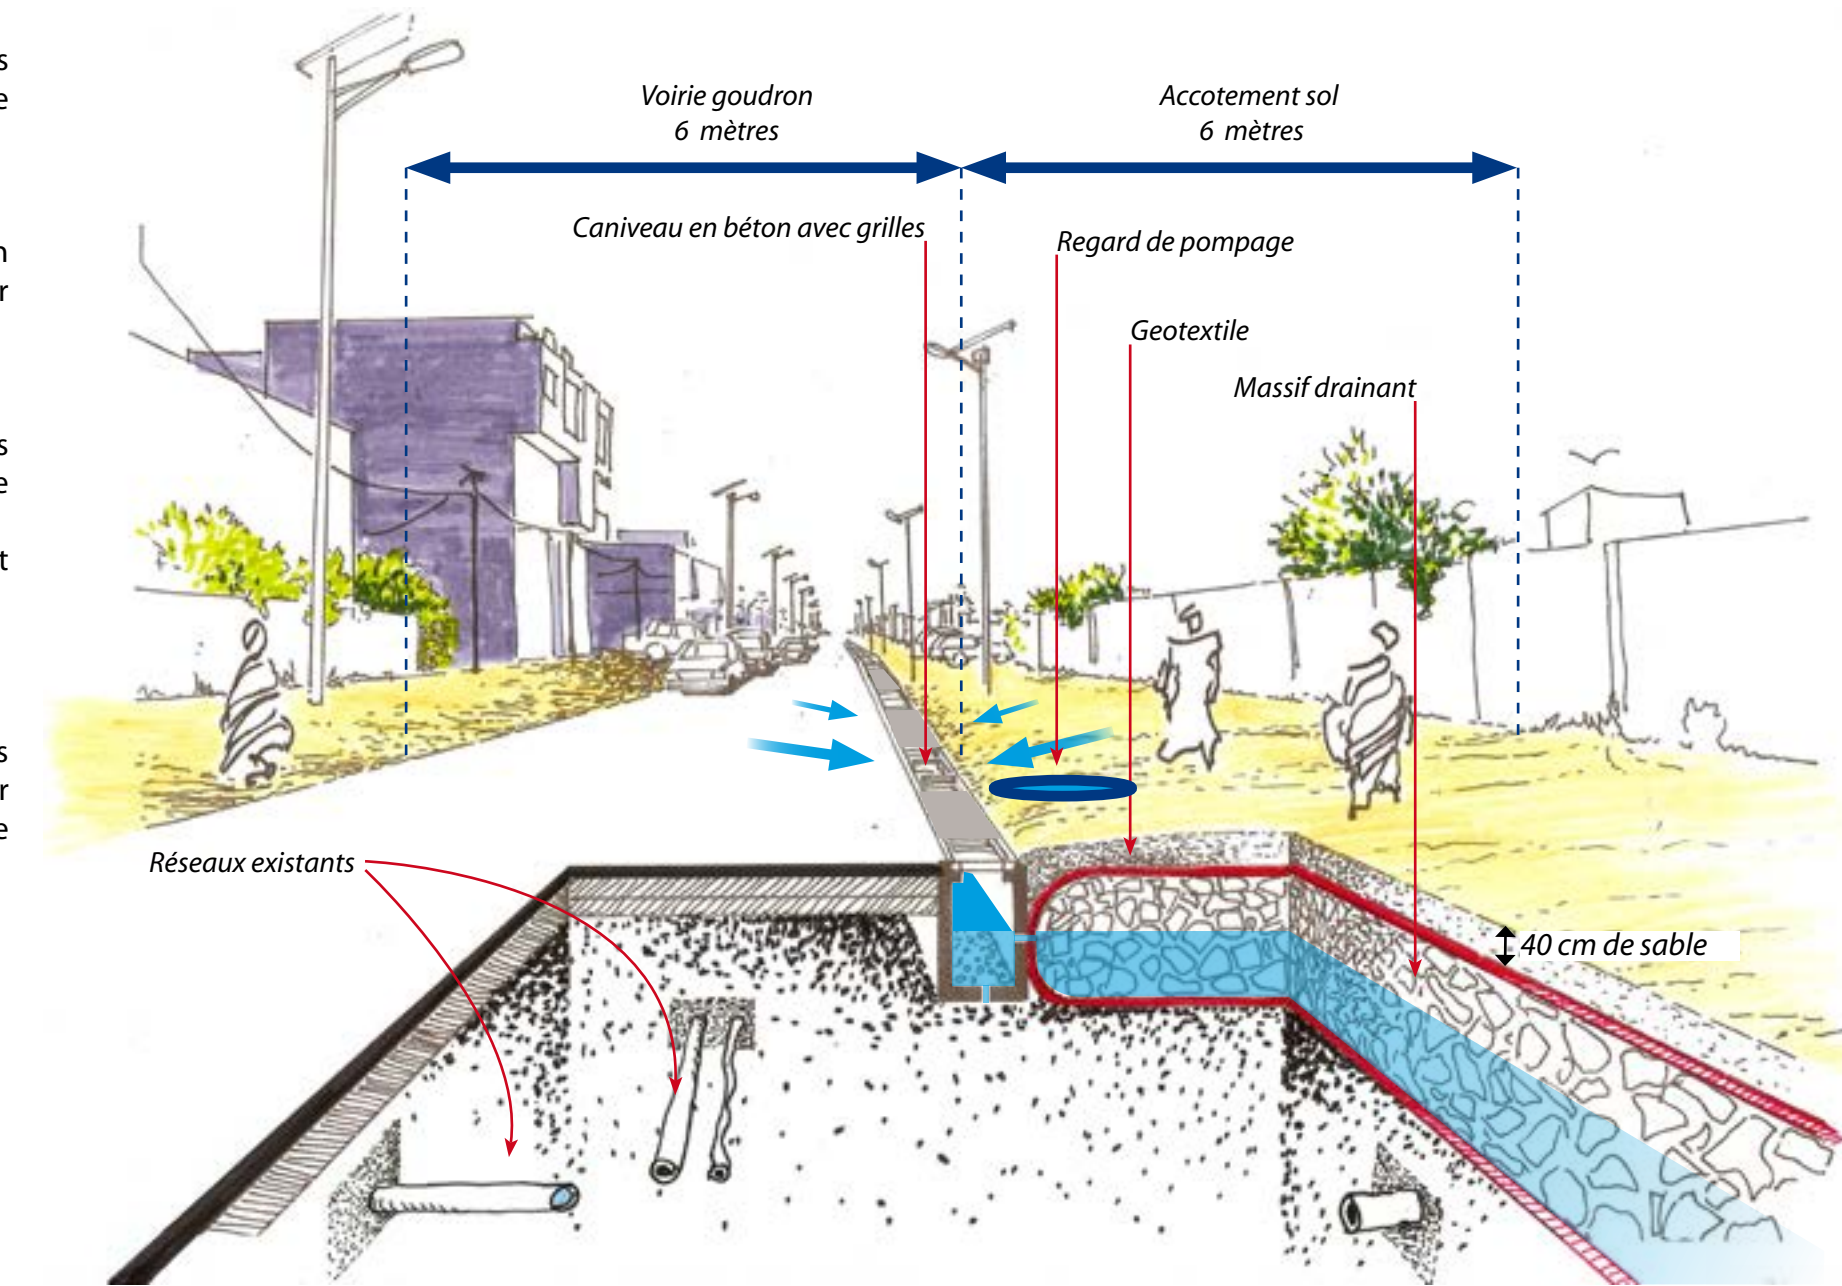 s
e
n
r
s
e
t
s
r
e
Voirie goudron
6 mètres
Accotement sol
6 mètres
Caniveau en béton avec grilles
Regard de pompage
Geotextile
Massif drainant
Réseaux existants
40 cm de sable